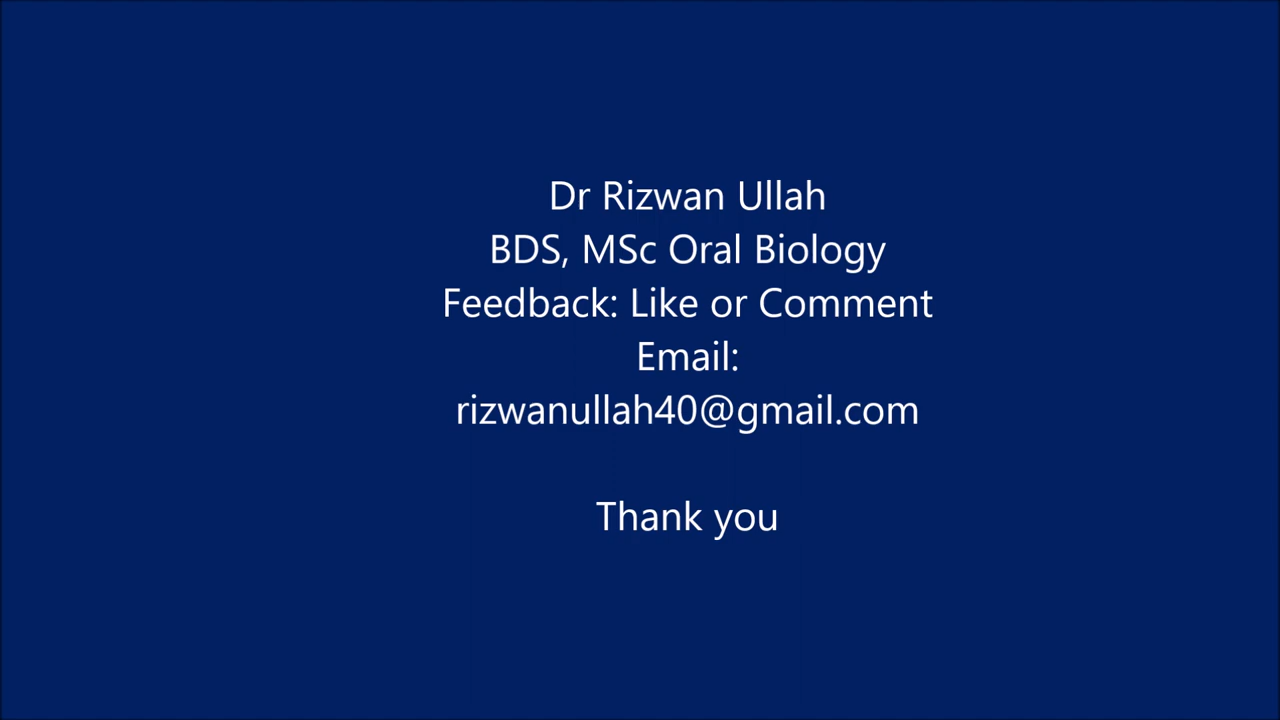 Dr Rizwan Ullah
BDS, MSc Oral Biology
Feedback: Like or Comment
Email:
rizwanullah40@gmail.com
Thank you